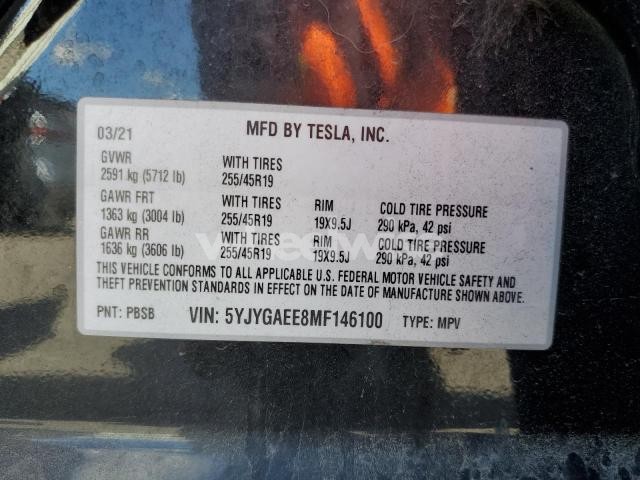 03/21 MFD BY TESLA, INC.
GVWR WITH TIRES
2591 kg (5712 lb) 255/45R19
GAWR FRT WITH TIRES RIM COLD TIRE PRESSURE
1363 kg (3004 lb) 255/45R19 19X9.5J 290 kPa, 42 psi
GAWR RR WITH TIRES RIM COLD TIRE PRESSURE
1636 kg (3606 lb) 255/45R19 19X9.5J 290 kPa, 42 psi
THIS VEHICLE CONFORMS TO ALL APPLICABLE U.S. FEDERAL MOTOR VEHICLE SAFETY AND
THEFT PREVENTION STANDARDS IN EFFECT ON THE DATE OF MANUFACTURE SHOWN ABOVE.
PNT: PBSB VIN: 5YJYGAEE8MF146100 TYPE: MPV